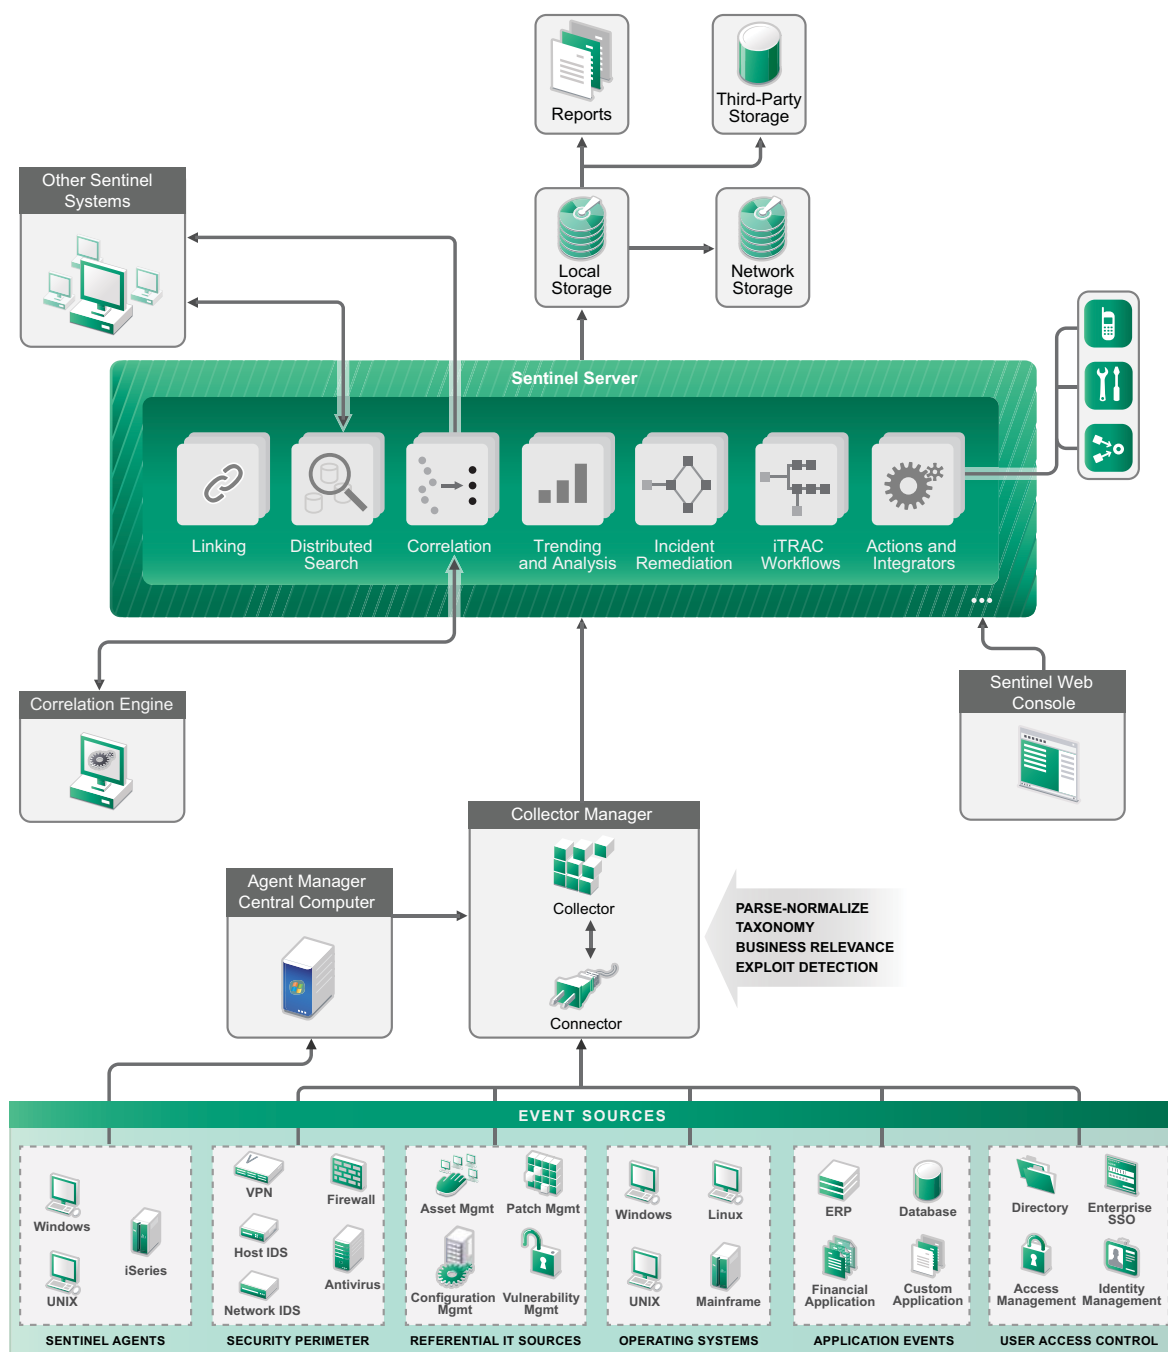 Reports
Third-Party
Storage
Other Sentinel
Systems
Local
Storage
Network
Storage
Sentinel Server
Linking
Distributed
Search
Correlation
Trending
and Analysis
Incident
Remediation
iTRAC
Workflows
Actions and
Integrators
Correlation Engine
Sentinel Web
Console
Collector Manager
Collector
Connector
Agent Manager
Central Computer
PARSE-NORMALIZE
TAXONOMY
BUSINESS RELEVANCE
EXPLOIT DETECTION
EVENT SOURCES
Windows
iSeries
UNIX
SENTINEL AGENTS
V
VPN
Firewall
Host IDS
Antivirus
Network IDS
SECURITY PERIMETER
Asset Mgmt
Patch Mgmt
Configuration
Mgmt
Vulnerability
Mgmt
REFERENTIAL IT SOURCES
Windows
Linux
UNIX
Mainframe
OPERATING SYSTEMS
ERP
Database
Financial
Application
Custom
Application
APPLICATION EVENTS
Directory
Enterprise
SSO
Access
Management
Identity
Management
USER ACCESS CONTROL